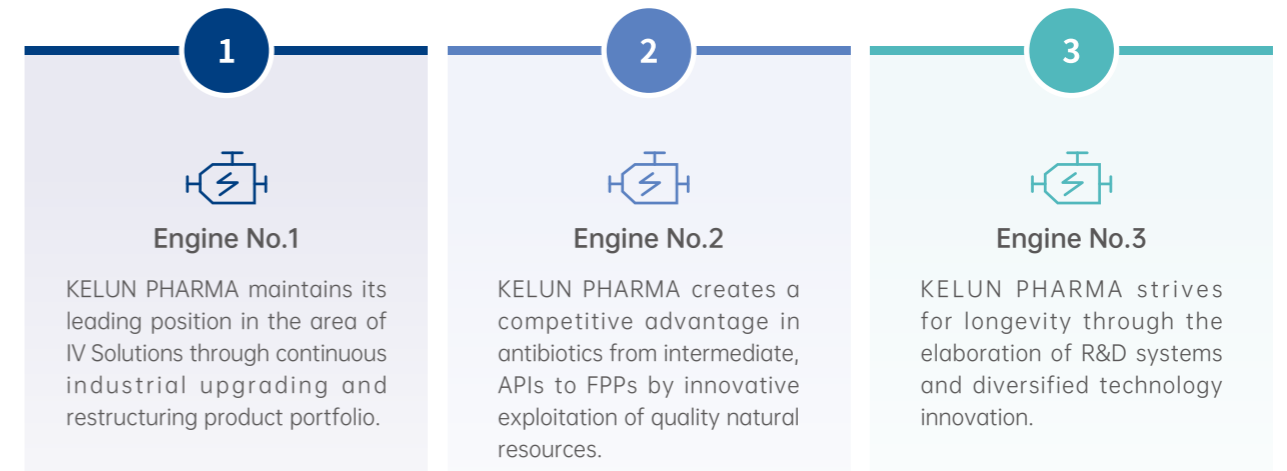 1
Engine No.1
KELUN PHARMA maintains its
leading position in the area of
IV Solutions through continuous
industrial upgrading and
restructuring product portfolio.
2
Engine No.2
KELUN PHARMA creates a
competitive advantage in
antibiotics from intermediate,
APIs to FPPs by innovative
exploitation of quality natural
resources.
3
Engine No.3
KELUN PHARMA strives
for longevity through the
elaboration of R&D systems
and diversified technology
innovation.